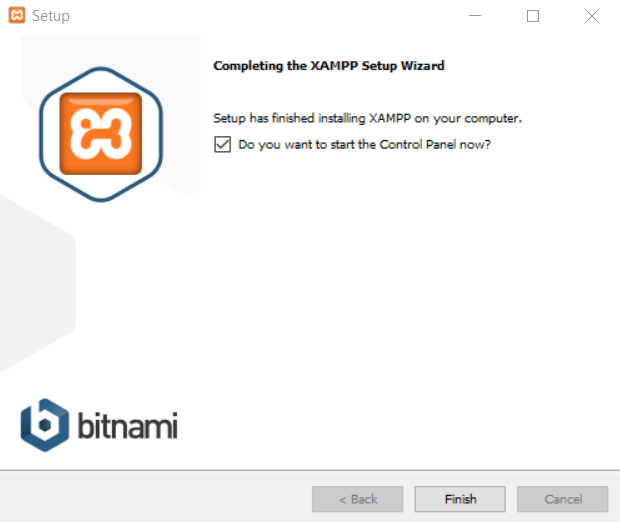 Setup
Completing the XAMPP Setup Wizard
Setup has finished installing XAMPP on your computer.
Do you want to start the Control Panel now?
bitnami
< Back
Finish
Cancel